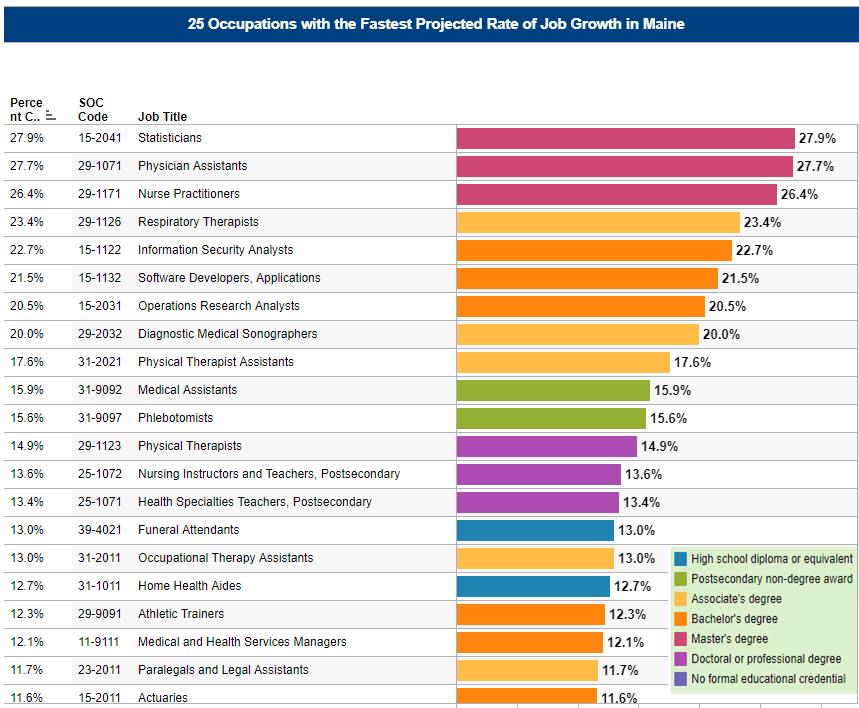 25 Occupations with the Fastest Projected Rate of Job Growth in Maine
Perce SOC
nt C.. Code Job Title
27.9% 15-2041 Statisticians 27.9%
27.7% 29-1071 Physician Assistants 27.7%
26.4% 29-1171 Nurse Practitioners 26.4%
23.4% 29-1126 Respiratory Therapists 23.4%
22.7% 15-1122 Information Security Analysts 22.7%
21.5% 15-1132 Software Developers, Applications 21.5%
20.5% 15-2031 Operations Research Analysts 20.5%
20.0% 29-2032 Diagnostic Medical Sonographers 20.0%
17.6% 31-2021 Physical Therapist Assistants 17.6%
15.9% 31-9092 Medical Assistants 15.9%
15.6% 31-9097 Phlebotomists 15.6%
14.9% 29-1123 Physical Therapists 14.9%
13.6% 25-1072 Nursing Instructors and Teachers, Postsecondary 13.6%
13.4% 25-1071 Health Specialties Teachers, Postsecondary 13.4%
13.0% 39-4021 Funeral Attendants 13.0%
13.0% 31-2011 Occupational Therapy Assistants 13.0%
12.7% 31-1011 Home Health Aides 12.7%
12.3% 29-9091 Athletic Trainers 12.3%
12.1% 11-9111 Medical and Health Services Managers 12.1%
11.7% 23-2011 Paralegals and Legal Assistants 11.7%
11.6% 15-2011 Actuaries 11.6%
High school diploma or equivalent
Postsecondary non-degree award
Associate's degree
Bachelor's degree
Master's degree
Doctoral or professional degree
No formal educational credential